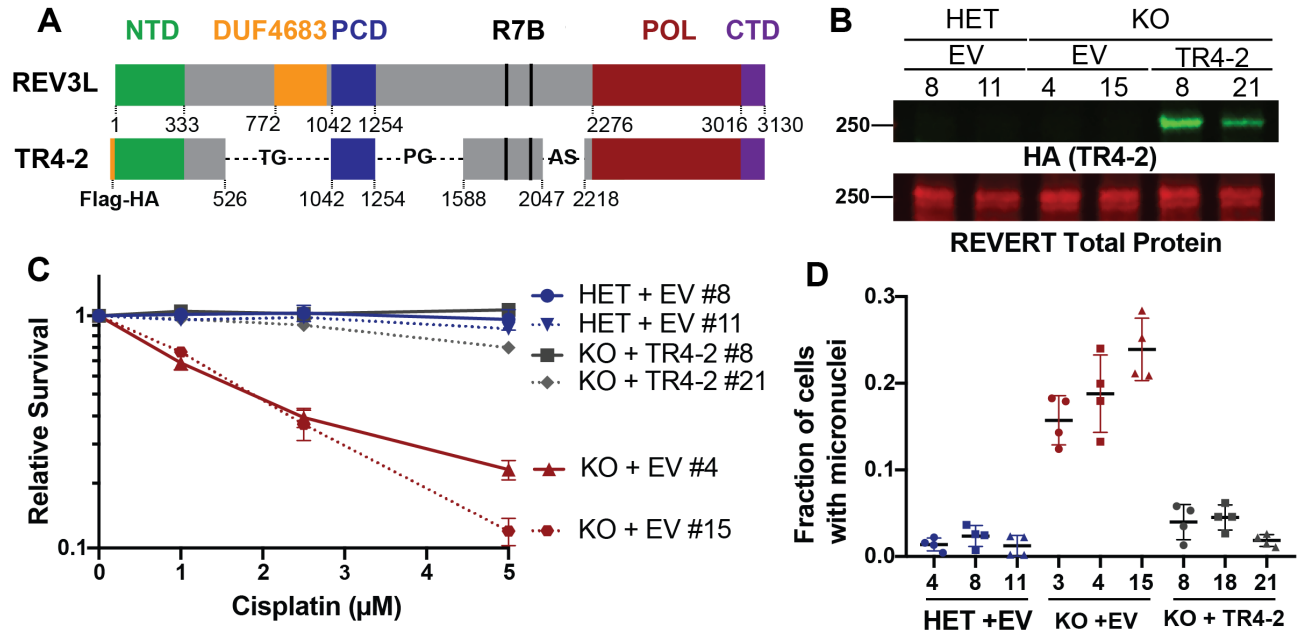 A
NTD DUF4683 PCD R7B POL CTD
REV3L
1 333 772 1042 1254 2276 3016 3130
TR4-2 TG PG AS
Flag-HA 526 1042 1254 1588 2047 2218
B
HET KO
EV EV TR4-2
8 11 4 15 8 21
250
HA (TR4-2)
250
REVERT Total Protein
C
Relative Survival
1
0.1
0 1 2 3 4 5
Cisplatin (µM)
HET + EV #8
HET + EV #11
KO + TR4-2 #8
KO + TR4-2 #21
KO + EV #4
KO + EV #15
D
Fraction of cells
with micronuclei
0.3
0.2
0.1
0.0
4 8 11 3 4 15 8 18 21
HET +EV KO +EV KO + TR4-2